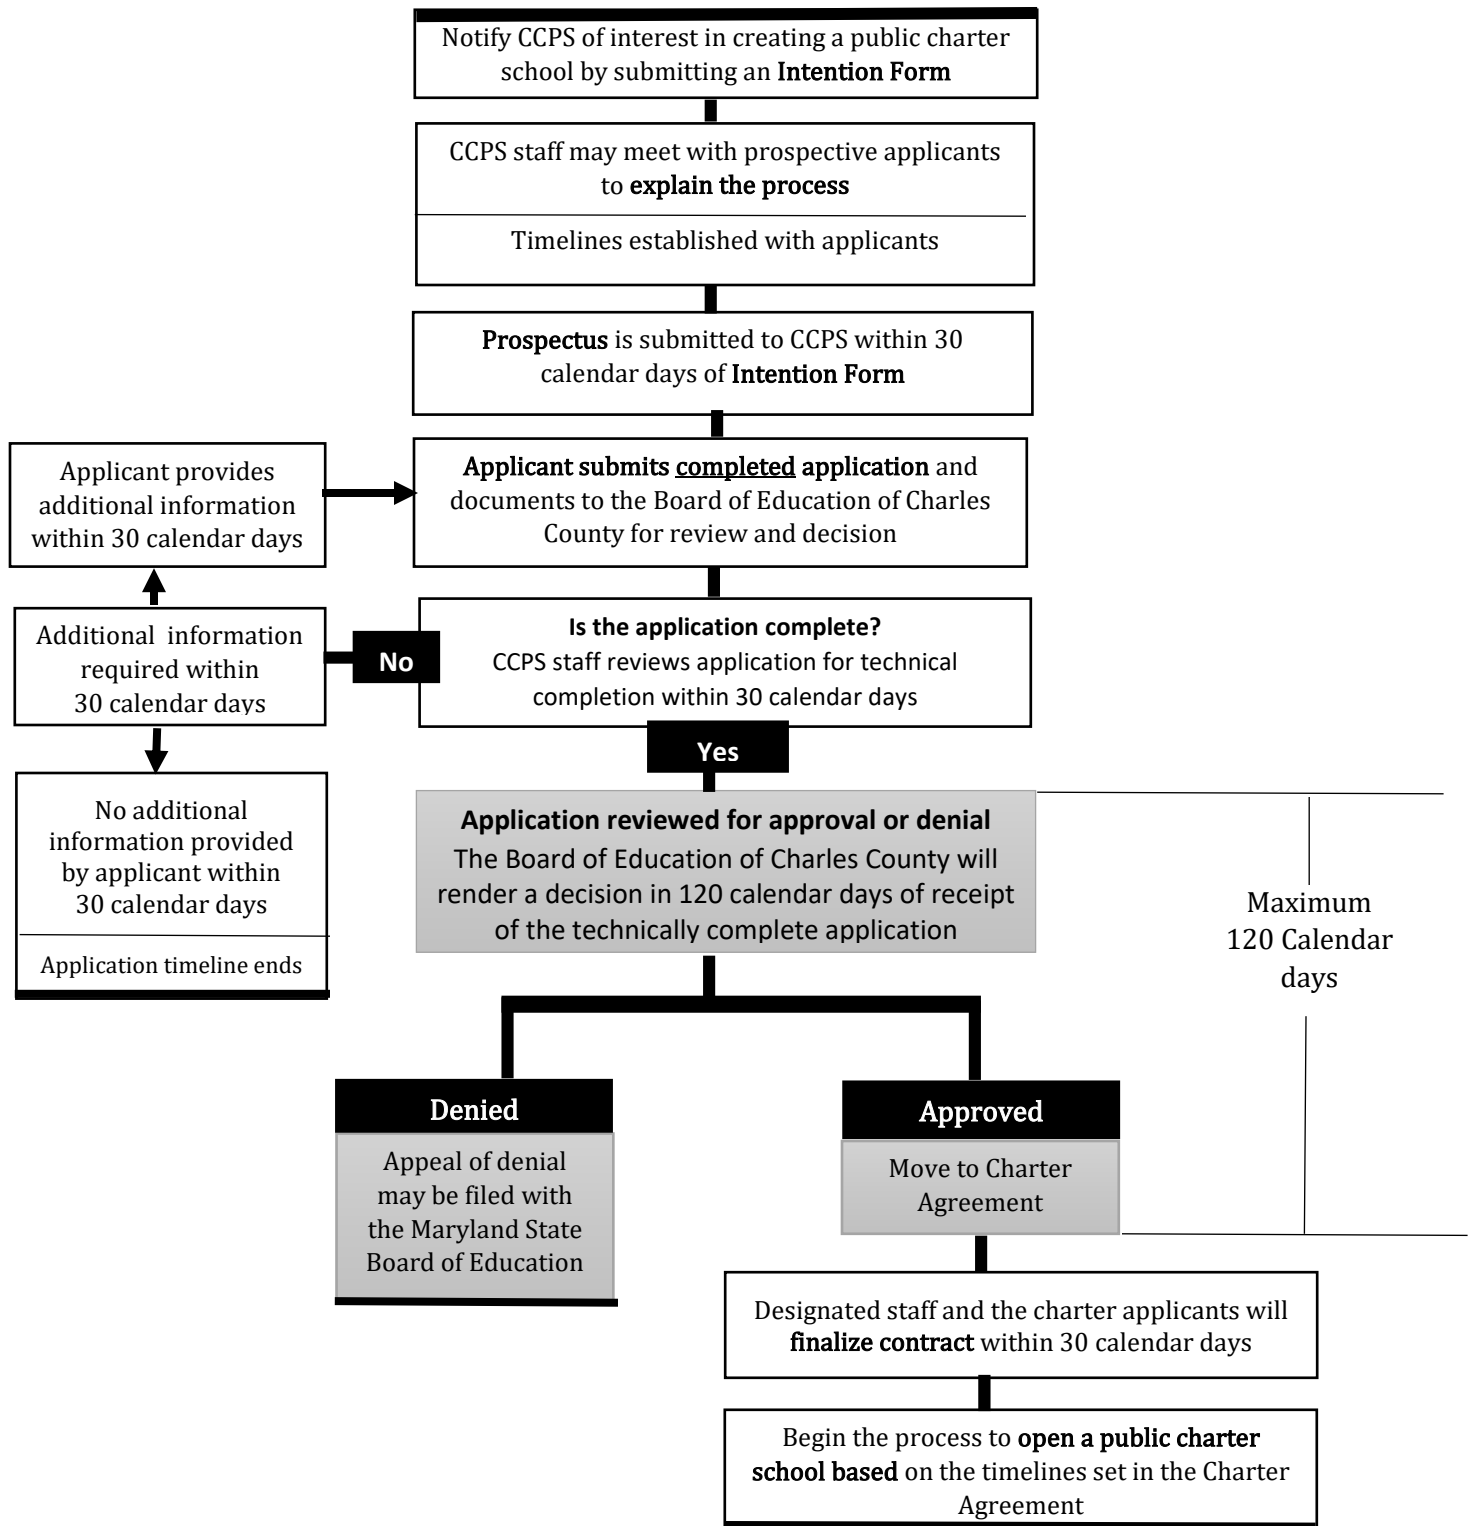 Notify CCPS of interest in creating a public charter
school by submitting an Intention Form
CCPS staff may meet with prospective applicants
to explain the process
Timelines established with applicants
Prospectus is submitted to CCPS within 30
calendar days of Intention Form
Applicant provides
additional information
within 30 calendar days
Applicant submits completed application and
documents to the Board of Education of Charles
County for review and decision
Additional information
required within
30 calendar days
No
Is the application complete?
CCPS staff reviews application for technical
completion within 30 calendar days
Yes
No additional
information provided
by applicant within
30 calendar days
Application timeline ends
Application reviewed for approval or denial
The Board of Education of Charles County will
render a decision in 120 calendar days of receipt
of the technically complete application
Maximum
120 Calendar
days
Denied
Appeal of denial
may be filed with
the Maryland State
Board of Education
Approved
Move to Charter
Agreement
Designated staff and the charter applicants will
finalize contract within 30 calendar days
Begin the process to open a public charter
school based on the timelines set in the Charter
Agreement